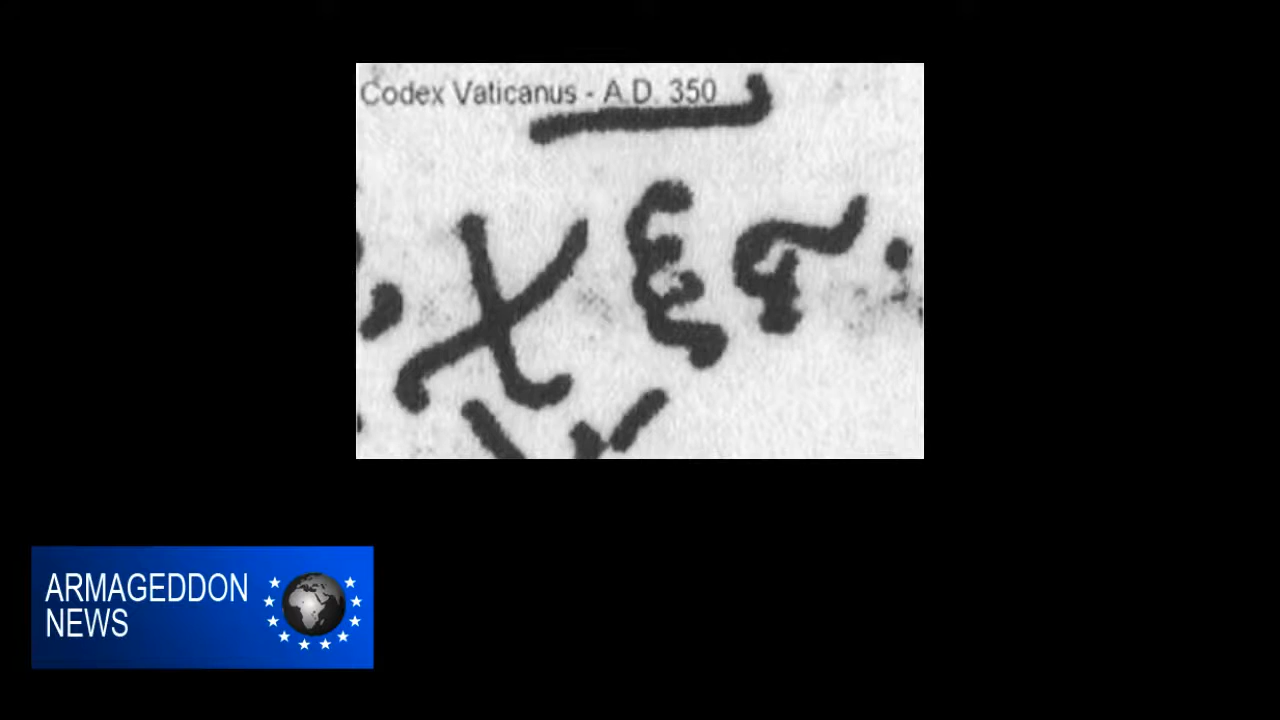 Codex Vaticanus - A.D. 350
χξϛ
ARMAGEDDON
NEWS